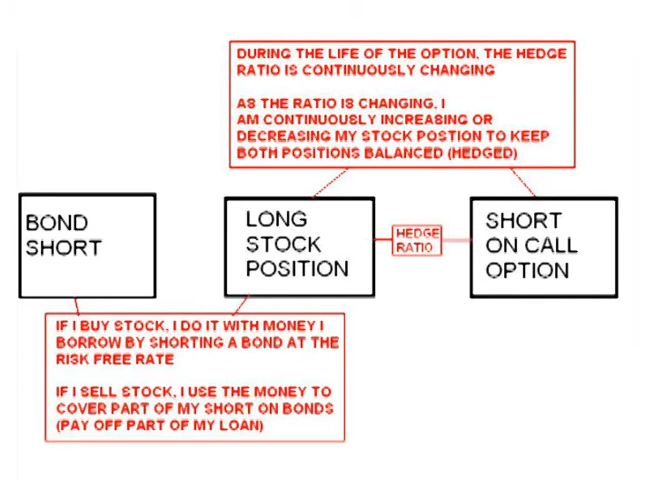 DURING THE LIFE OF THE OPTION, THE HEDGE
RATIO IS CONTINUOUSLY CHANGING
AS THE RATIO IS CHANGING, I
AM CONTINUOUSLY INCREASING OR
DECREASING MY STOCK POSTION TO KEEP
BOTH POSITIONS BALANCED (HEDGED)
BOND
SHORT
LONG
STOCK
POSITION
HEDGE
RATIO
SHORT
ON CALL
OPTION
IF I BUY STOCK, I DO IT WITH MONEY I
BORROW BY SHORTING A BOND AT THE
RISK FREE RATE
IF I SELL STOCK, I USE THE MONEY TO
COVER PART OF MY SHORT ON BONDS
(PAY OFF PART OF MY LOAN)